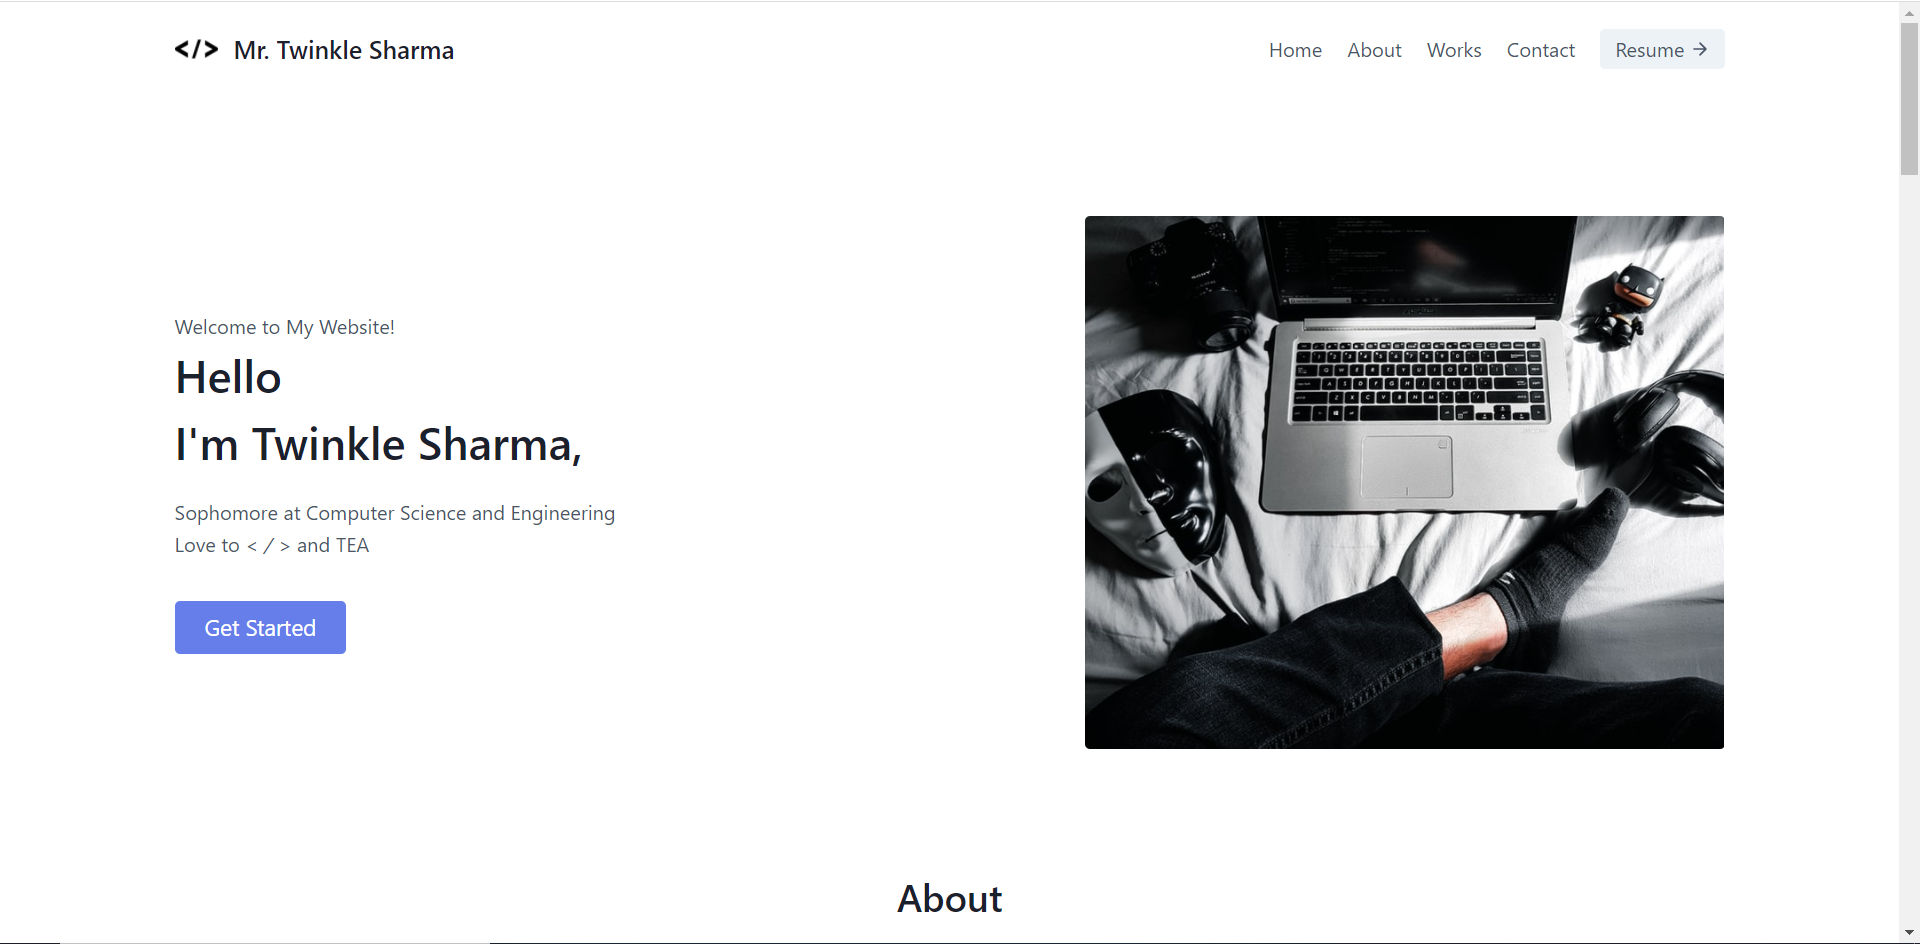 </> Mr. Twinkle Sharma
Home About Works Contact Resume →
Welcome to My Website!
Hello
I'm Twinkle Sharma,
Sophomore at Computer Science and Engineering
Love to < / > and TEA
Get Started
SONY
About